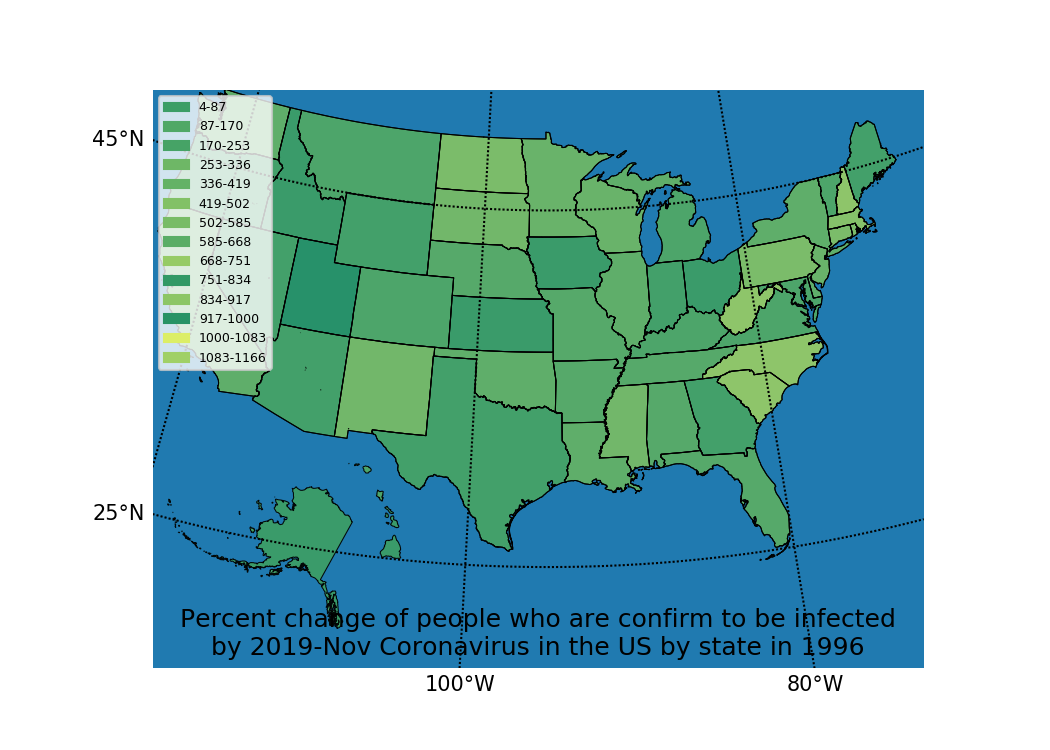 4-87
87-170
170-253
253-336
336-419
419-502
502-585
585-668
668-751
751-834
834-917
917-1000
1000-1083
1083-1166
45°N
25°N
Percent change of people who are confirm to be infected
by 2019-Nov Coronavirus in the US by state in 1996
100°W
80°W